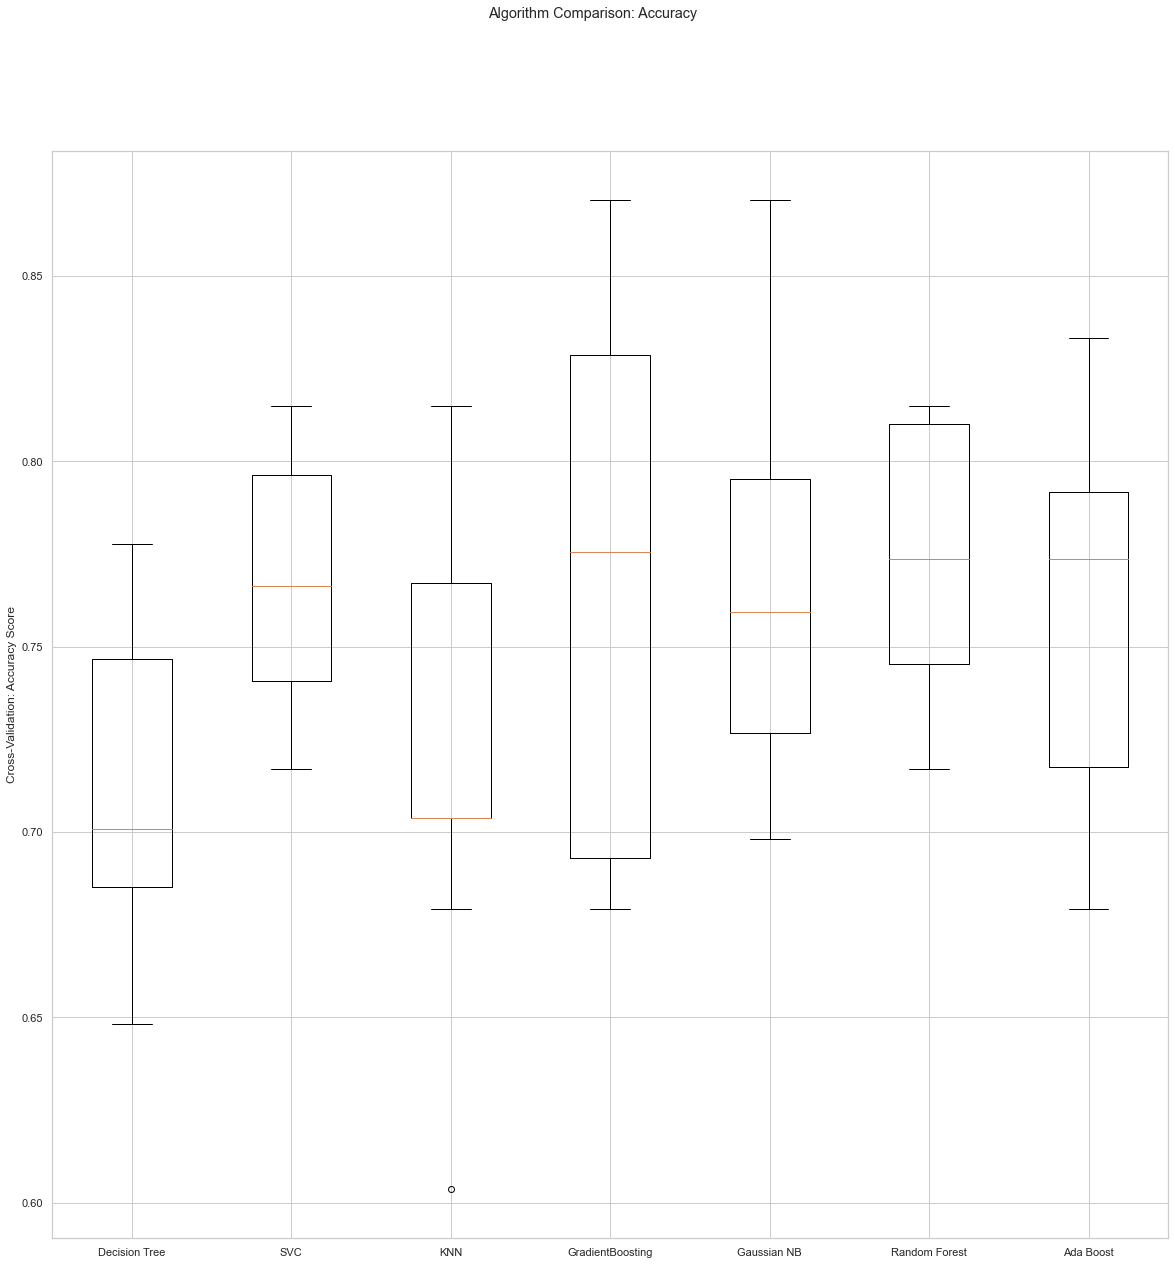 Algorithm Comparison: Accuracy
Cross-Validation: Accuracy Score
0.85
0.80
0.75
0.70
0.65
0.60
Decision Tree SVC KNN GradientBoosting Gaussian NB Random Forest Ada Boost